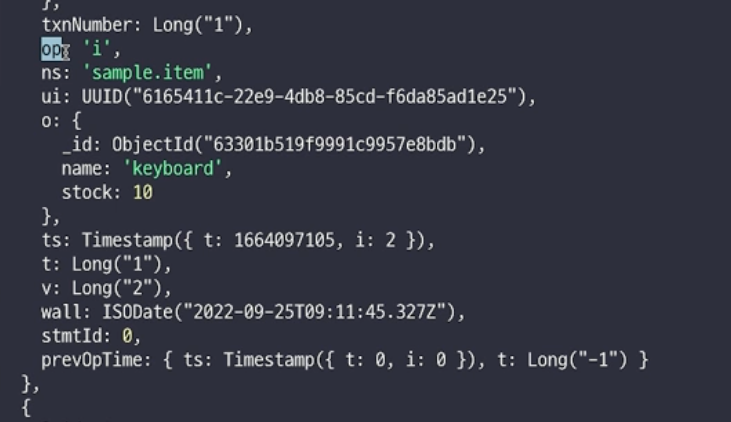 },
txnNumber: Long("1"),
op: 'i',
ns: 'sample.item',
ui: UUID("6165411c-22e9-4db8-85cd-f6da85ad1e25"),
o: {
_id: ObjectId("63301b519f9991c9957e8bdb"),
name: 'keyboard',
stock: 10
},
ts: Timestamp({ t: 1664097105, i: 2 }),
t: Long("1"),
v: Long("2"),
wall: ISODate("2022-09-25T09:11:45.327Z"),
stmtId: 0,
prevOpTime: { ts: Timestamp({ t: 0, i: 0 }), t: Long("-1") }
},
{